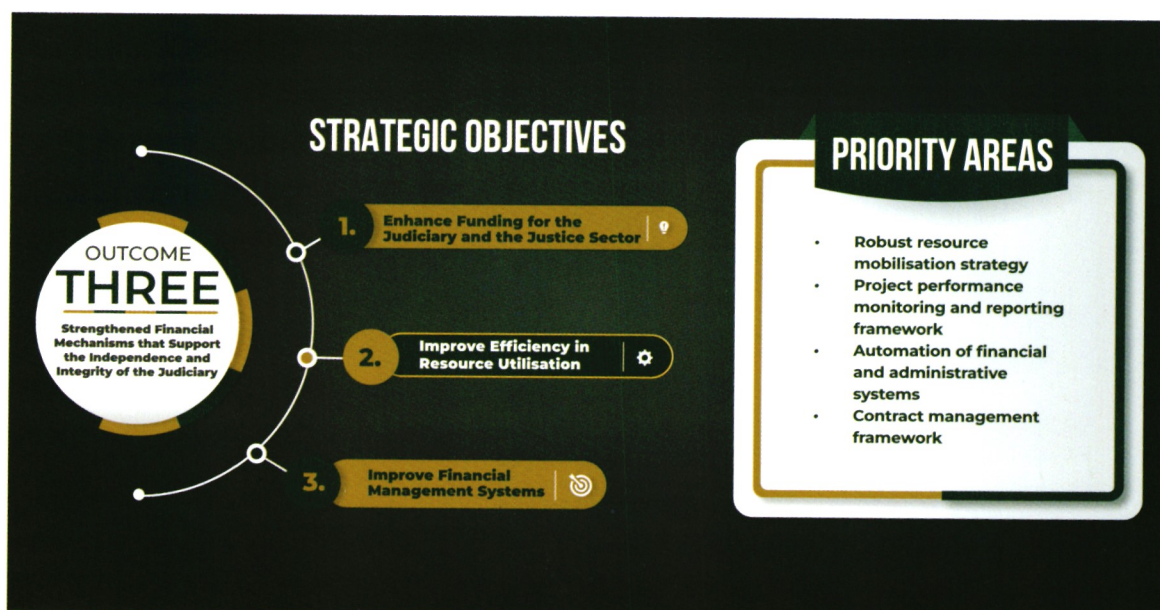 OUTCOME
THREE
Strengthened Financial
Mechanisms that Support
the Independence and
Integrity of the Judiciary
STRATEGIC OBJECTIVES
1.
Enhance Funding for the
Judiciary and the Justice Sector
2.
Improve Efficiency in
Resource Utilisation
3.
Improve Financial
Management Systems
PRIORITY AREAS
• Robust resource
mobilisation strategy
• Project performance
monitoring and reporting
framework
• Automation of financial
and administrative
systems
• Contract management
framework